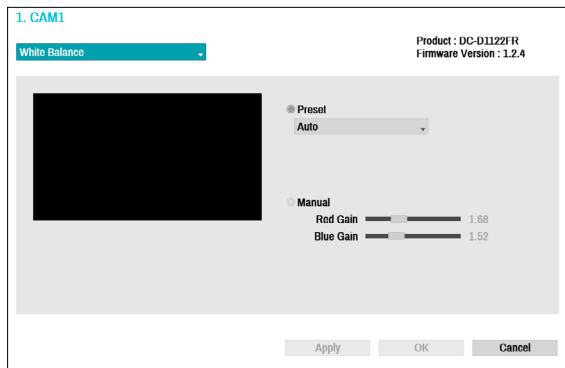 1. CAM1
White Balance
Product : DC-D1122FR
Firmware Version : 1.2.4
Preset
Auto
Manual
Red Gain 1.68
Blue Gain 1.52
Apply OK Cancel